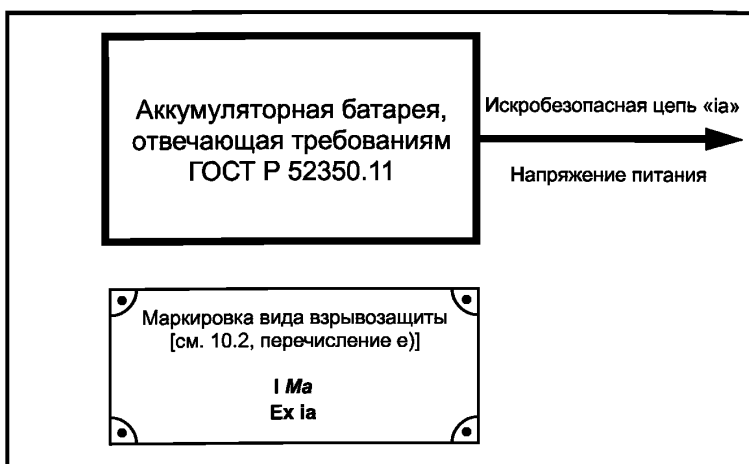 Аккумуляторная батарея,
отвечающая требованиям
ГОСТ Р 52350.11
Искробезопасная цепь «ia»
Напряжение питания
Маркировка вида взрывозащиты
[см. 10.2, перечисление е)]
I Ma
Ex ia